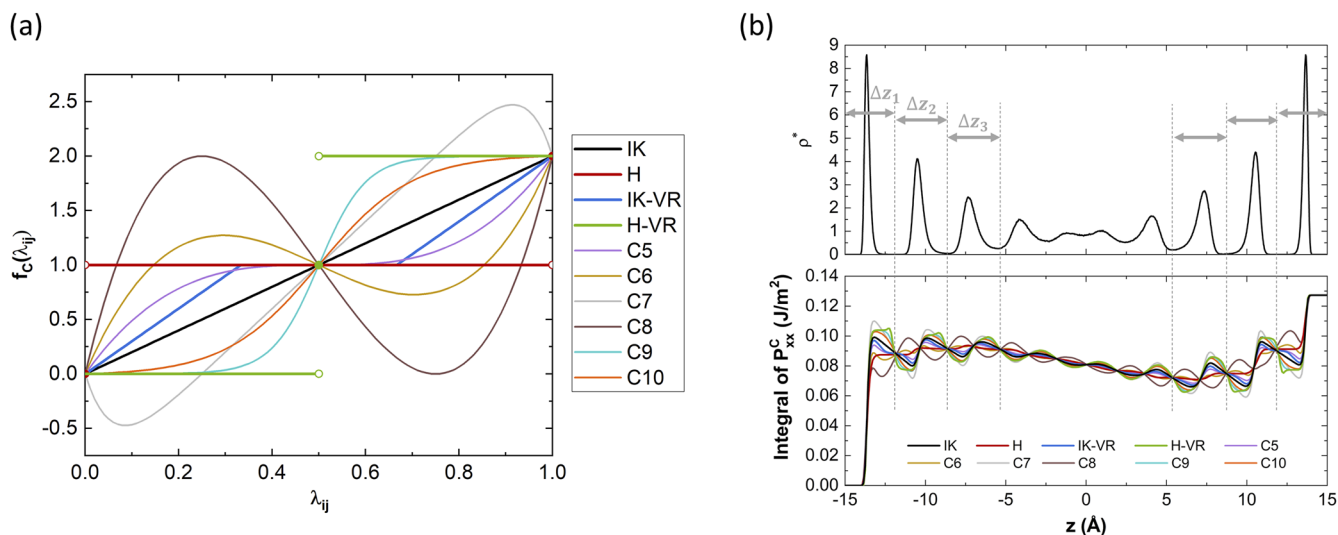 (a)
2.5
2.0
1.5
1.0
0.5
0.0
-0.5
f_C(λ_ij)
0.0 0.2 0.4 0.6 0.8 1.0
λ_ij
IK
H
IK-VR
H-VR
C5
C6
C7
C8
C9
C10
(b)
9
8
7
6
5
4
3
2
1
0
ρ*
Δz₁
Δz₂
Δz₃
0.14
0.12
0.10
0.08
0.06
0.04
0.02
0.00
Integral of P^C_xx (J/m²)
IK H IK-VR H-VR C5
C6 C7 C8 C9 C10
-15 -10 -5 0 5 10 15
z (Å)